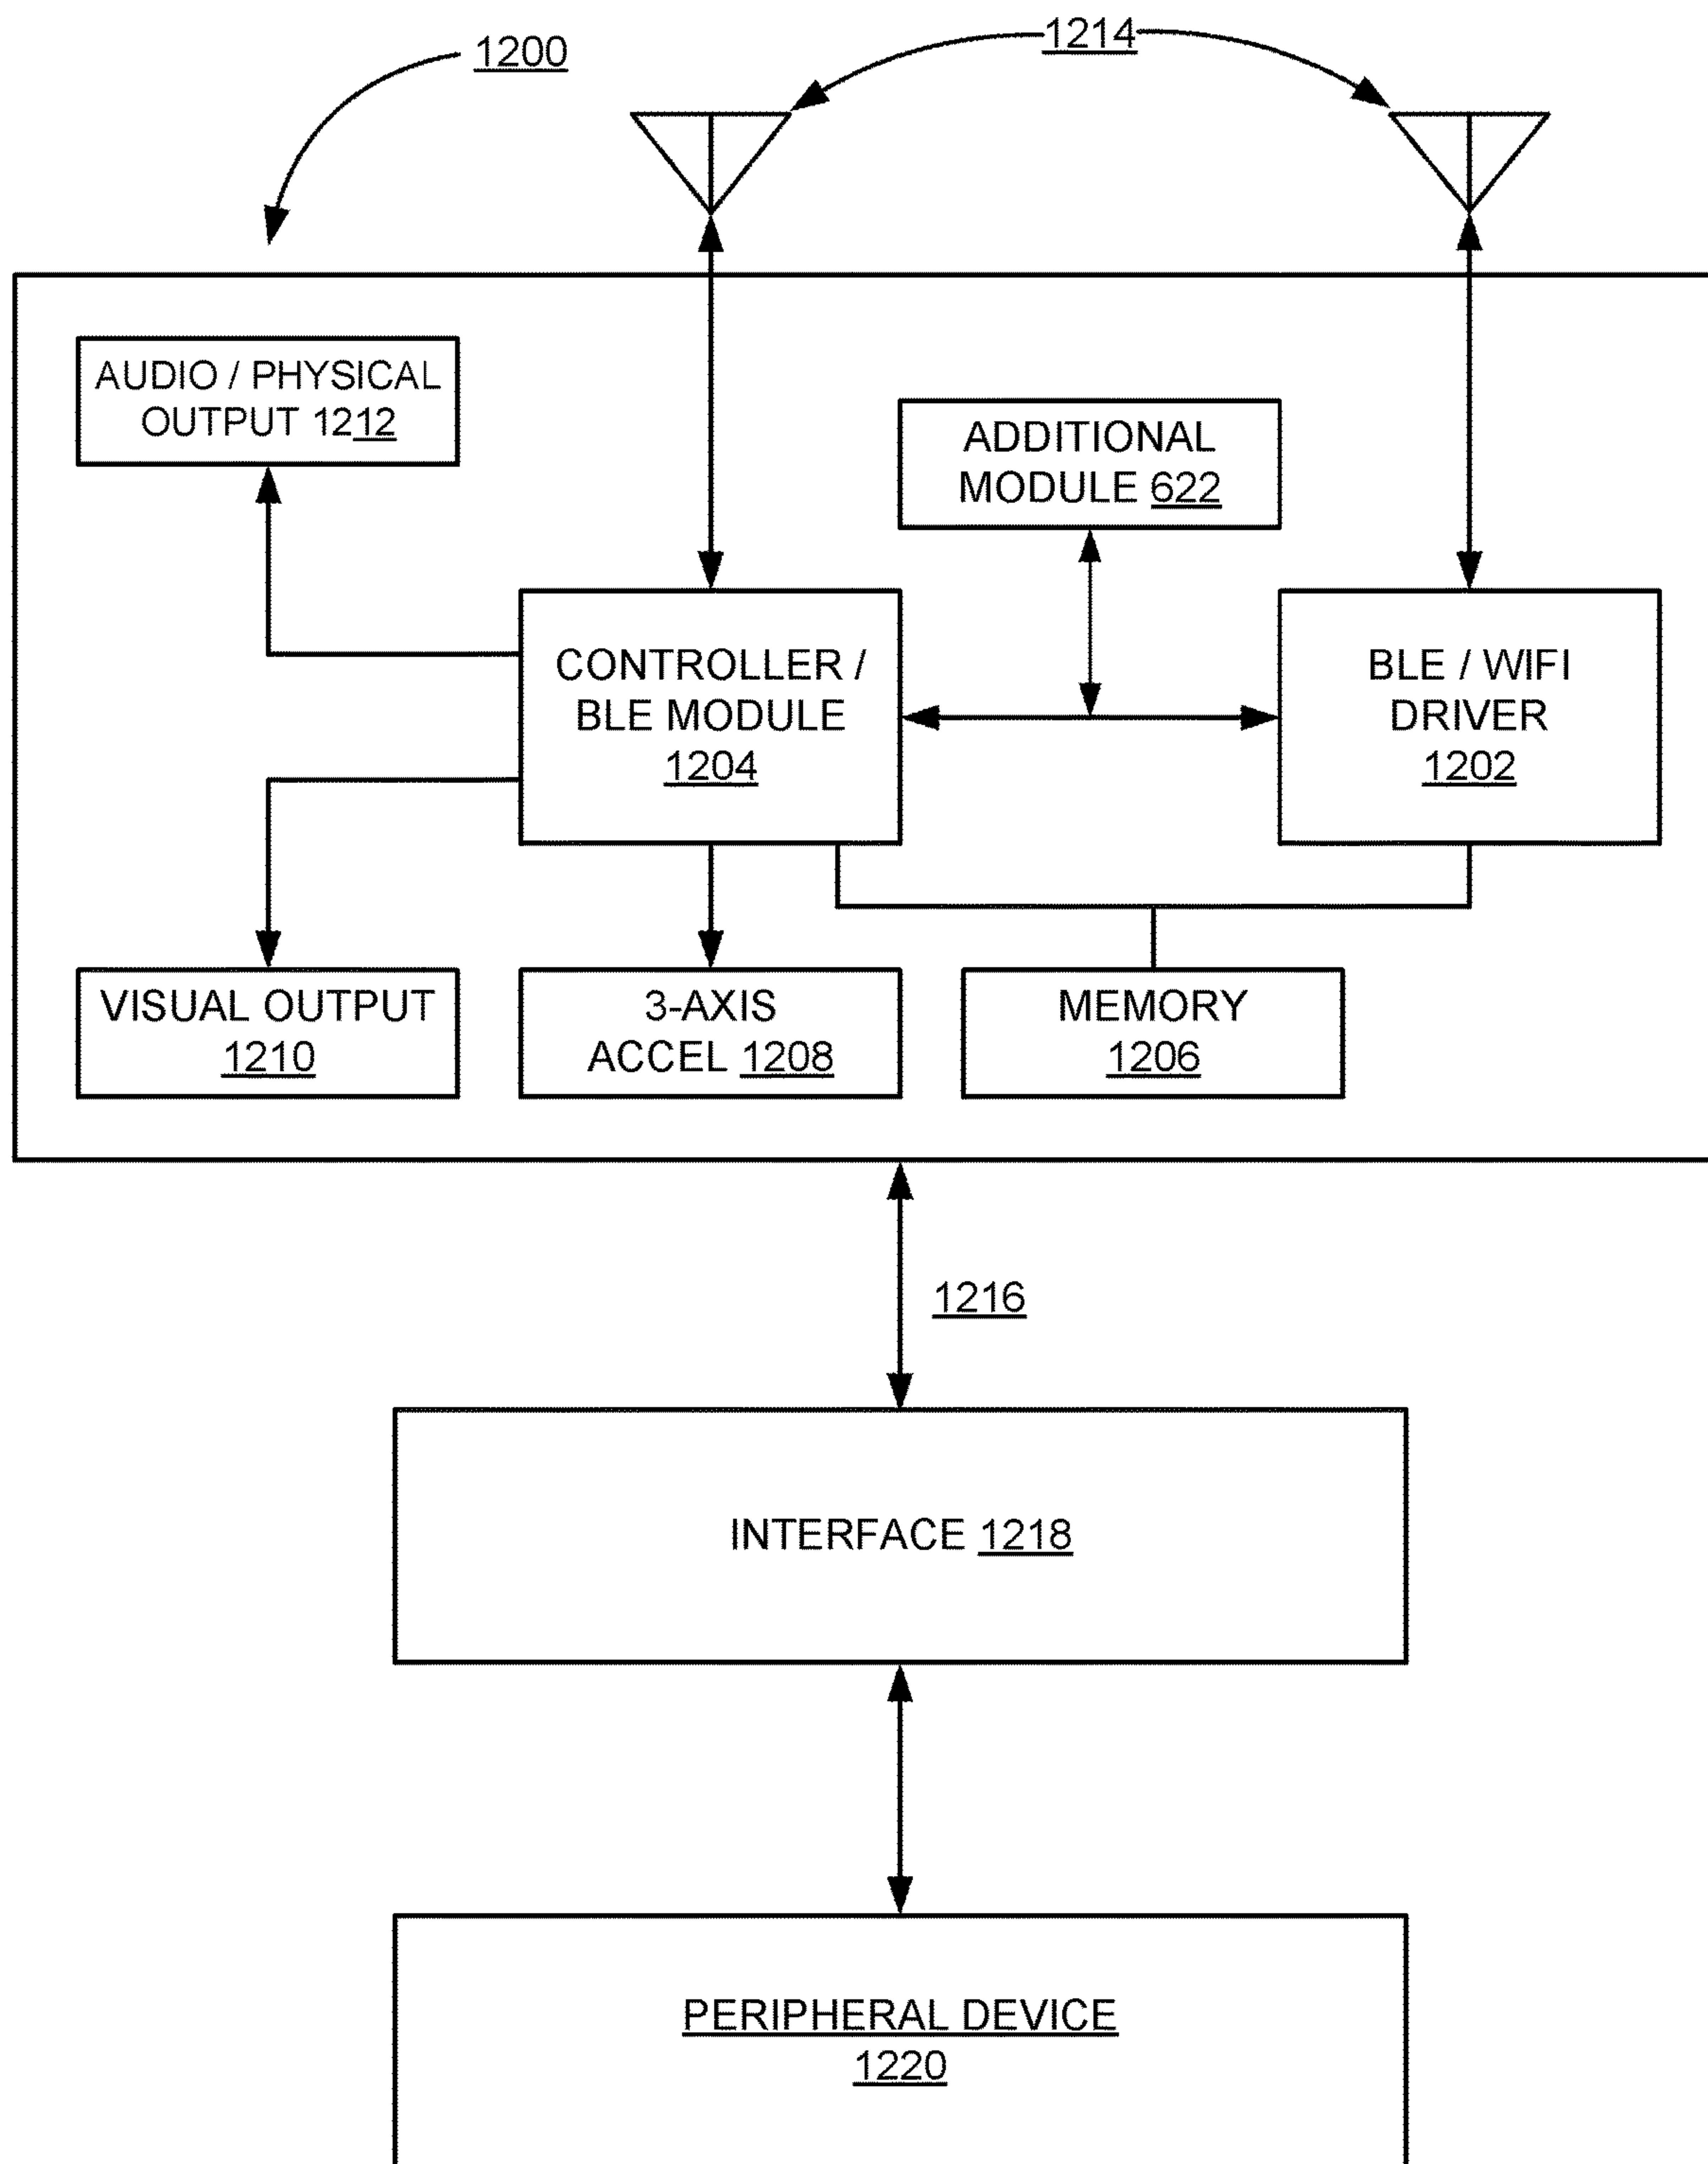 1200
1214
AUDIO / PHYSICAL
OUTPUT 1212
ADDITIONAL
MODULE 622
CONTROLLER /
BLE MODULE
1204
BLE / WIFI
DRIVER
1202
VISUAL OUTPUT
1210
3-AXIS
ACCEL 1208
MEMORY
1206
1216
INTERFACE 1218
PERIPHERAL DEVICE
1220